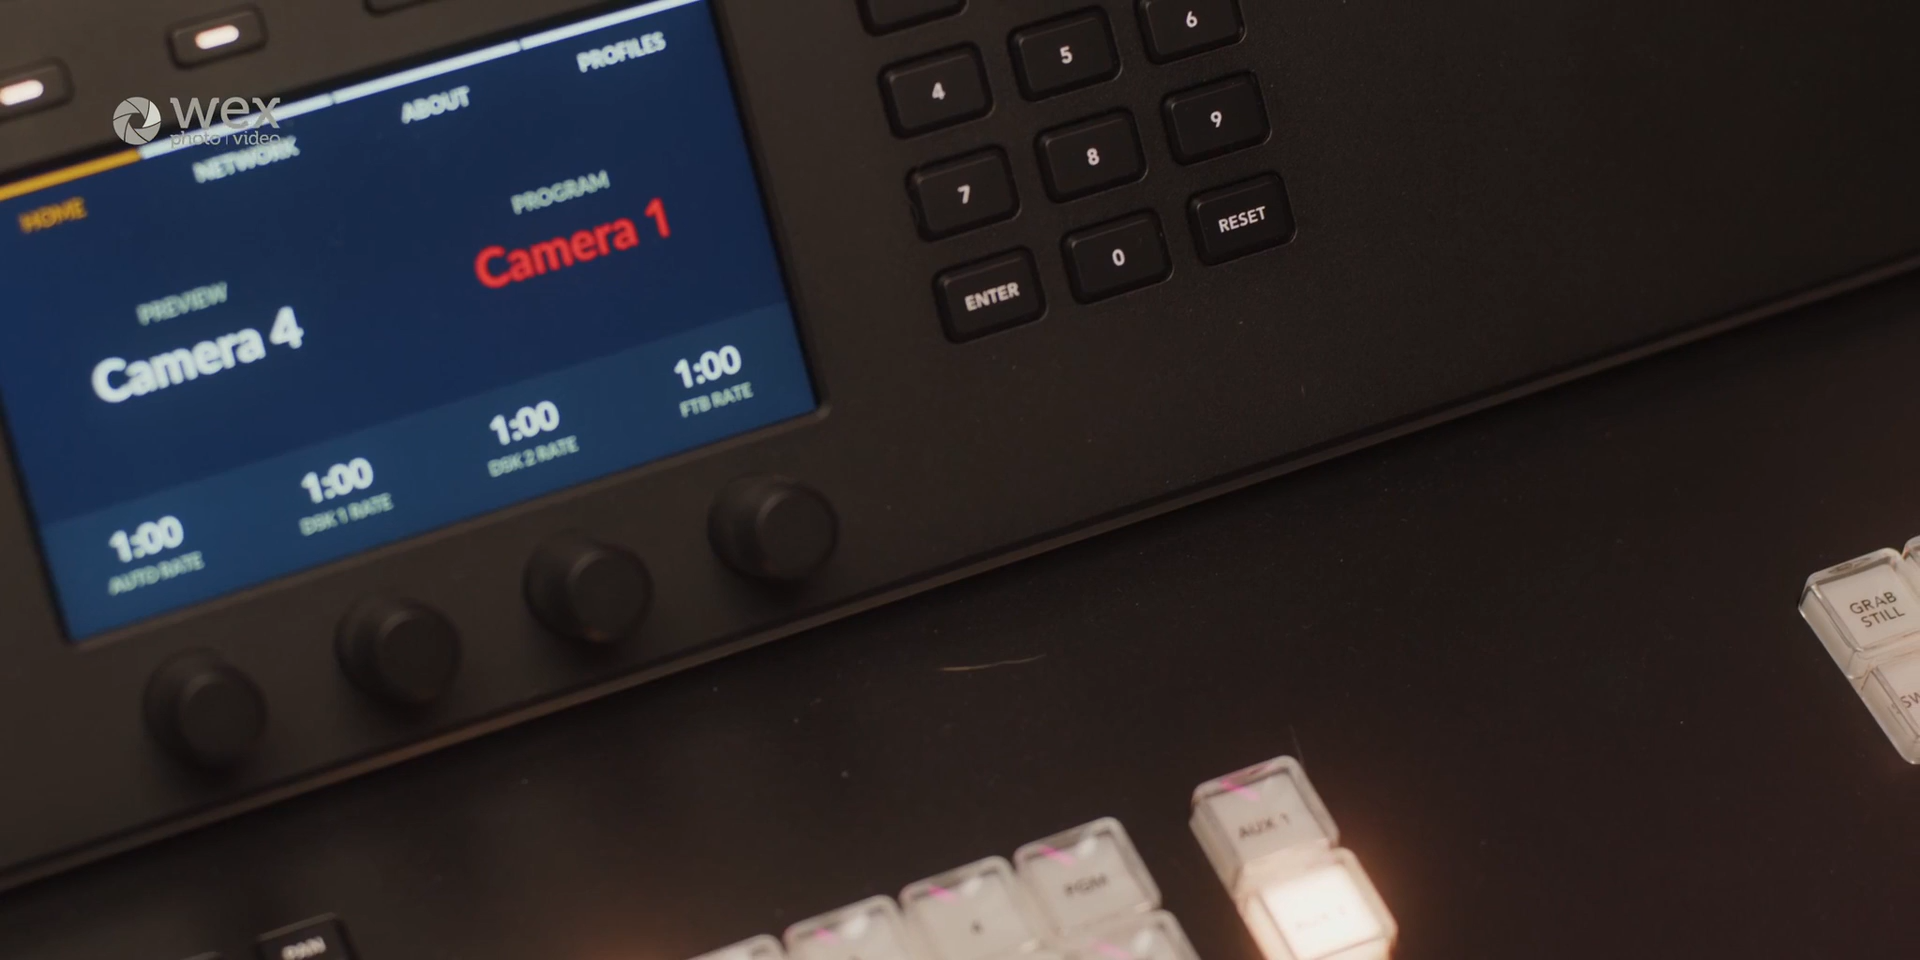 wex
photo | video
HOME
NETWORK
ABOUT
PROFILES
PREVIEW
Camera 4
PROGRAM
Camera 1
1:00
AUTO RATE
1:00
DSK 1 RATE
1:00
DSK 2 RATE
1:00
FTB RATE
4
5
6
7
8
9
ENTER
0
RESET
GRAB
STILL
AUX 1
PGM
PAN